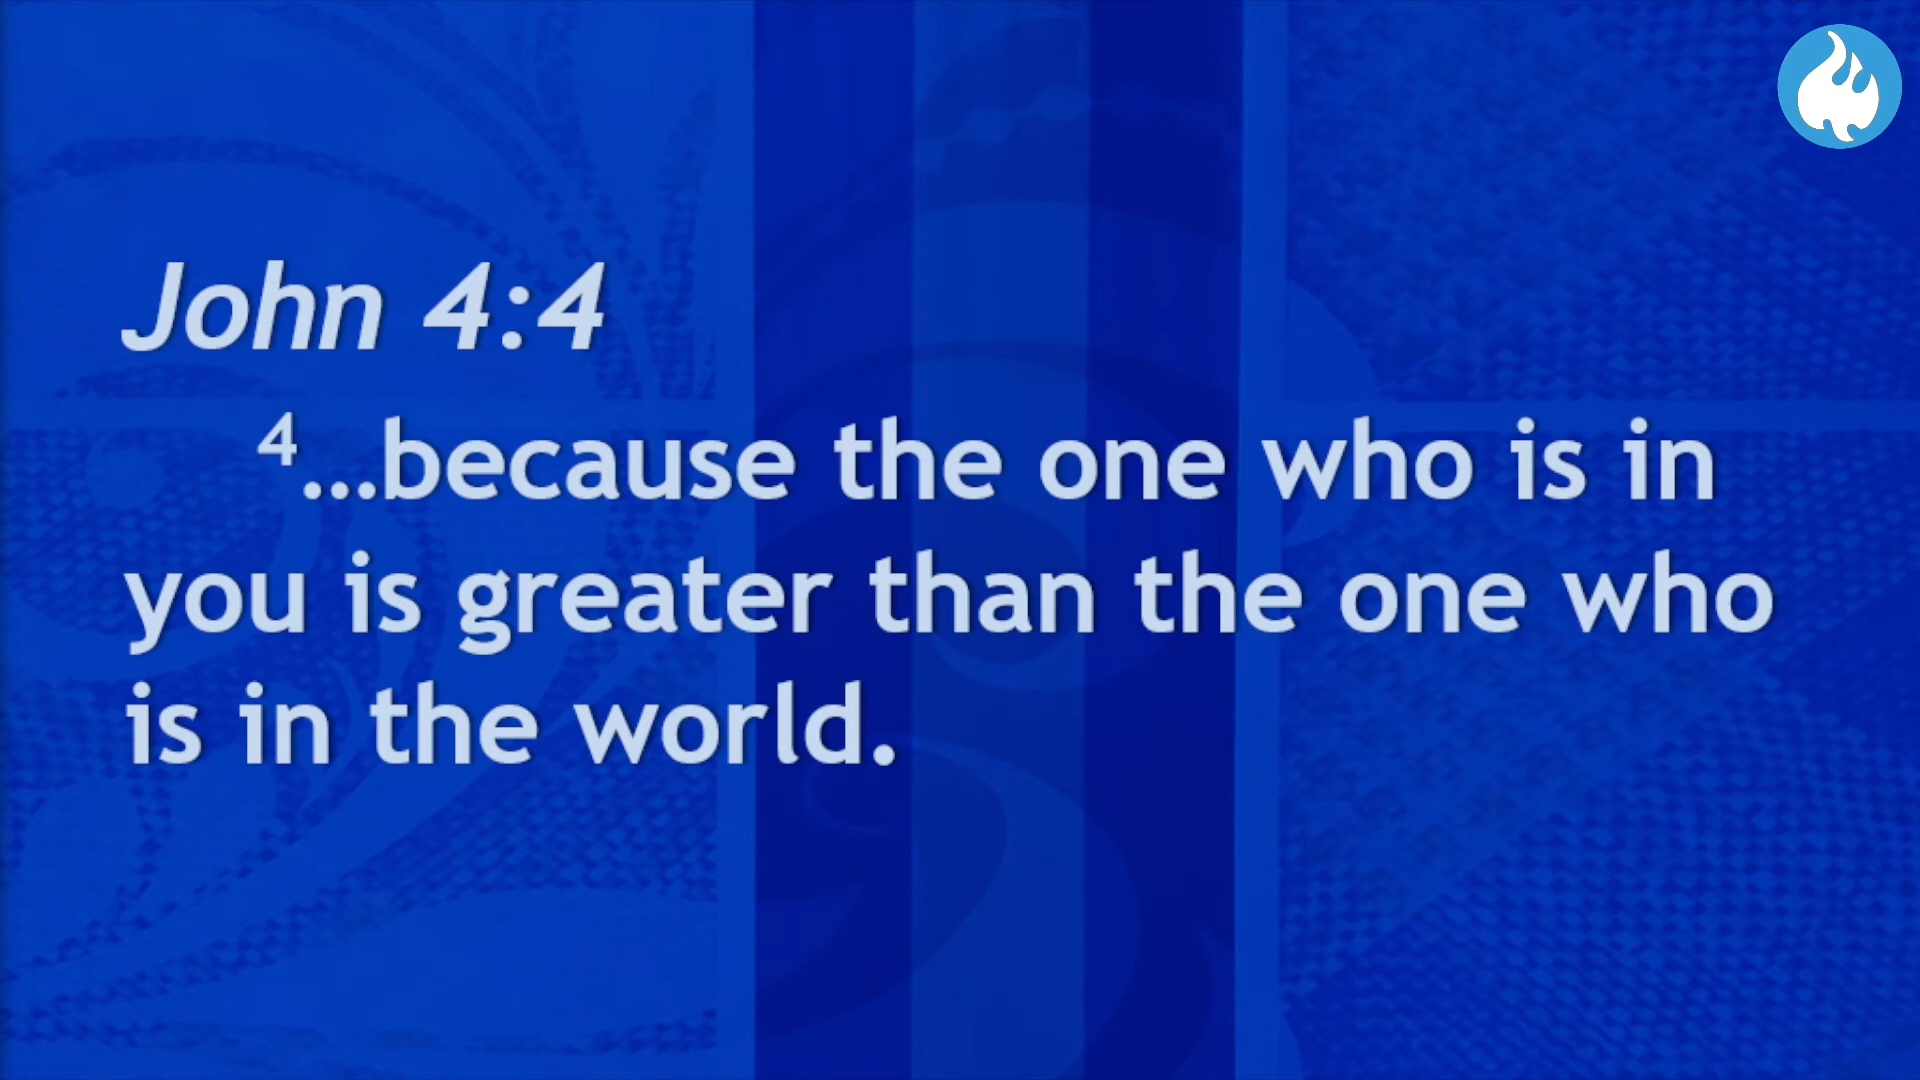 John 4:4
⁴...because the one who is in
you is greater than the one who
is in the world.